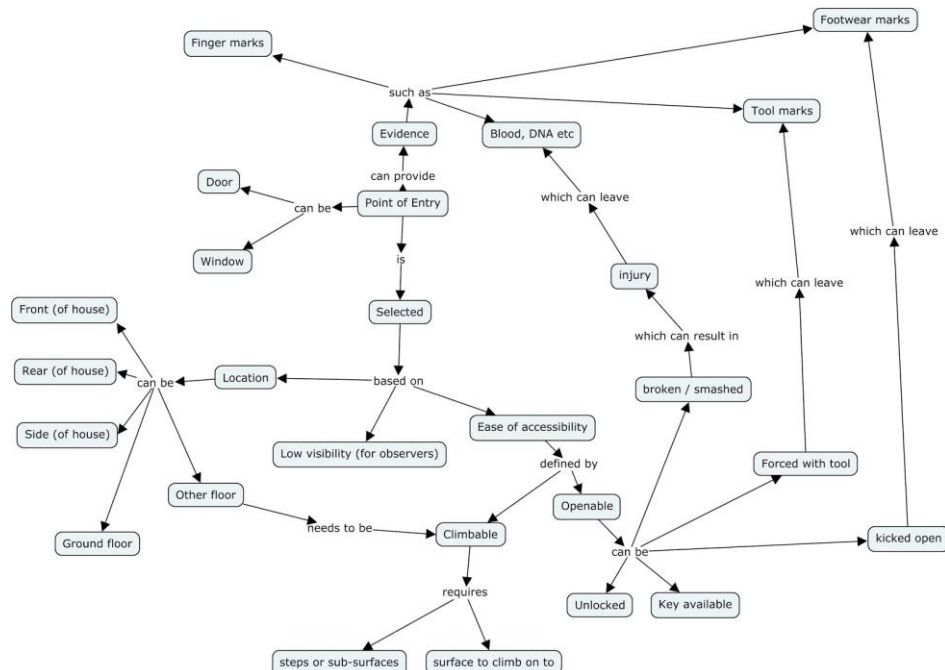 Footwear marks
Finger marks
such as
Tool marks
Evidence
Blood, DNA etc
can provide
Door
can be
Point of Entry
which can leave
which can leave
Window
is
injury
which can leave
Front (of house)
Selected
which can result in
Rear (of house)
can be
Location
based on
broken / smashed
Side (of house)
Ease of accessibility
Low visibility (for observers)
defined by
Forced with tool
Other floor
Openable
needs to be
Climbable
Ground floor
can be
kicked open
requires
Unlocked
Key available
steps or sub-surfaces
surface to climb on to